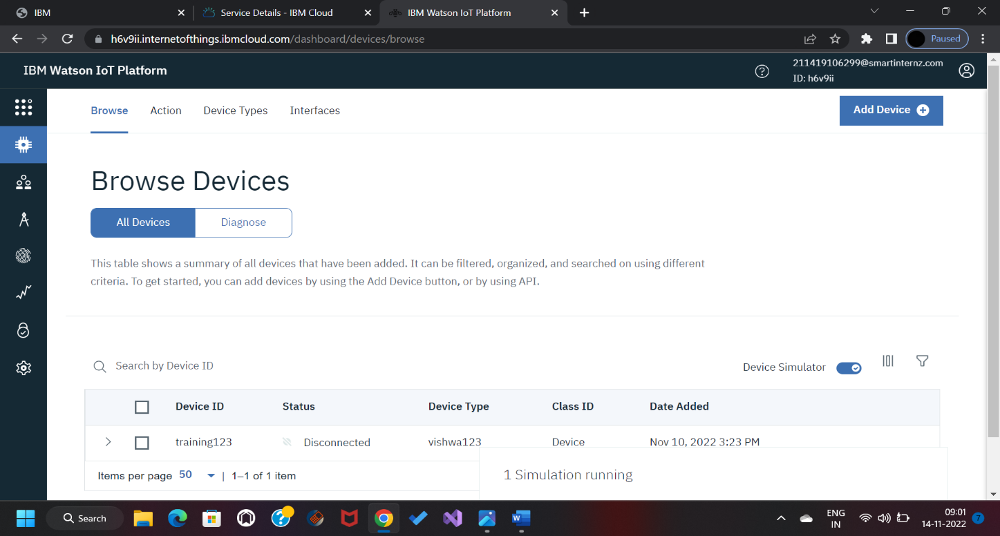 IBM
Service Details - IBM Cloud
IBM Watson IoT Platform
h6v9ii.internetofthings.ibmcloud.com/dashboard/devices/browse
Paused
IBM Watson IoT Platform
211419106299@smartinternz.com
ID: h6v9ii
Browse Action Device Types Interfaces
Add Device
Browse Devices
All Devices Diagnose
This table shows a summary of all devices that have been added. It can be filtered, organized, and searched on using different
criteria. To get started, you can add devices by using the Add Device button, or by using API.
Search by Device ID
Device Simulator
Device ID Status Device Type Class ID Date Added
training123 Disconnected vishwa123 Device Nov 10, 2022 3:23 PM
Items per page 50 | 1–1 of 1 item
1 Simulation running
Search
ENG
IN
09:01
14-11-2022
7